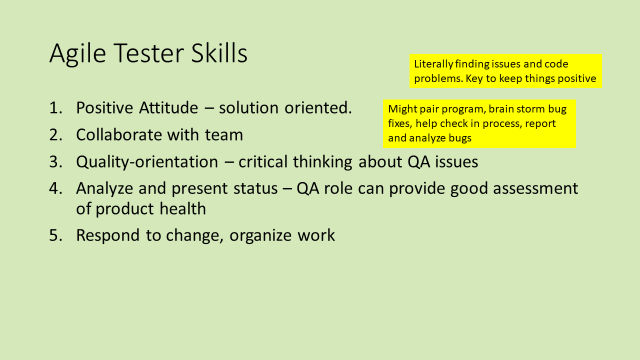 Agile Tester Skills
Literally finding issues and code
problems. Key to keep things positive
1. Positive Attitude – solution oriented.
Might pair program, brain storm bug
fixes, help check in process, report
and analyze bugs
2. Collaborate with team
3. Quality-orientation – critical thinking about QA issues
4. Analyze and present status – QA role can provide good assessment
of product health
5. Respond to change, organize work